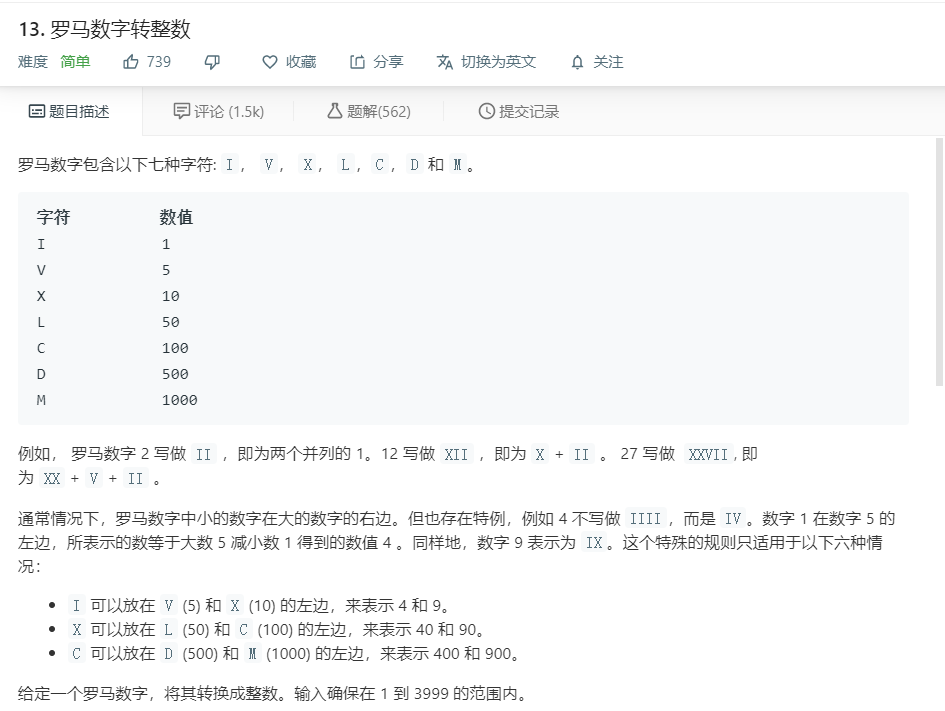 13. 罗马数字转整数
难度 简单 739 收藏 分享 切换为英文 关注
题目描述 评论 (1.5k) 题解(562) 提交记录
罗马数字包含以下七种字符: I， V， X， L，C，D 和 M。
字符 数值
I 1
V 5
X 10
L 50
C 100
D 500
M 1000
例如， 罗马数字 2 写做 II ，即为两个并列的 1。12 写做 XII ，即为 X + II 。 27 写做 XXVII, 即
为 XX + V + II 。
通常情况下，罗马数字中小的数字在大的数字的右边。但也存在特例，例如 4 不写做 IIII，而是 IV。数字 1 在数字 5 的
左边，所表示的数等于大数 5 减小数 1 得到的数值 4 。同样地，数字 9 表示为 IX。这个特殊的规则只适用于以下六种情
况：
• I 可以放在 V (5) 和 X (10) 的左边，来表示 4 和 9。
• X 可以放在 L (50) 和 C (100) 的左边，来表示 40 和 90。
• C 可以放在 D (500) 和 M (1000) 的左边，来表示 400 和 900。
给定一个罗马数字，将其转换成整数。输入确保在 1 到 3999 的范围内。